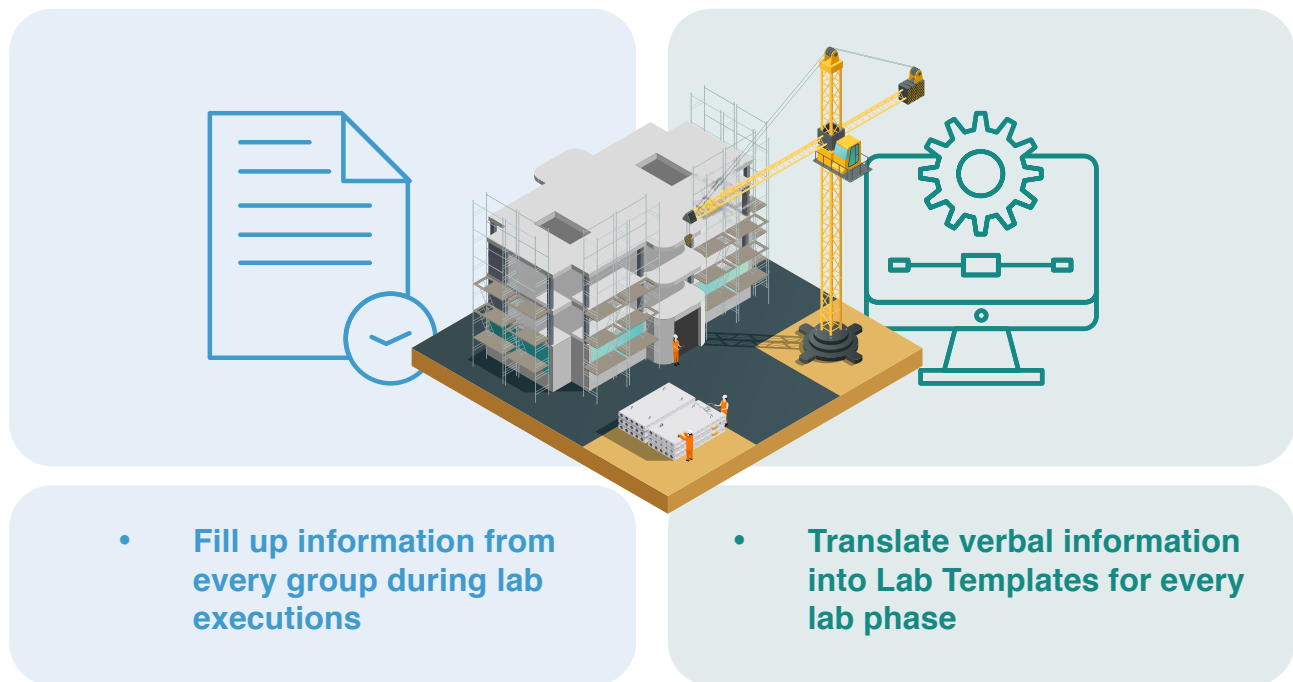 • Fill up information from
every group during lab
executions
• Translate verbal information
into Lab Templates for every
lab phase